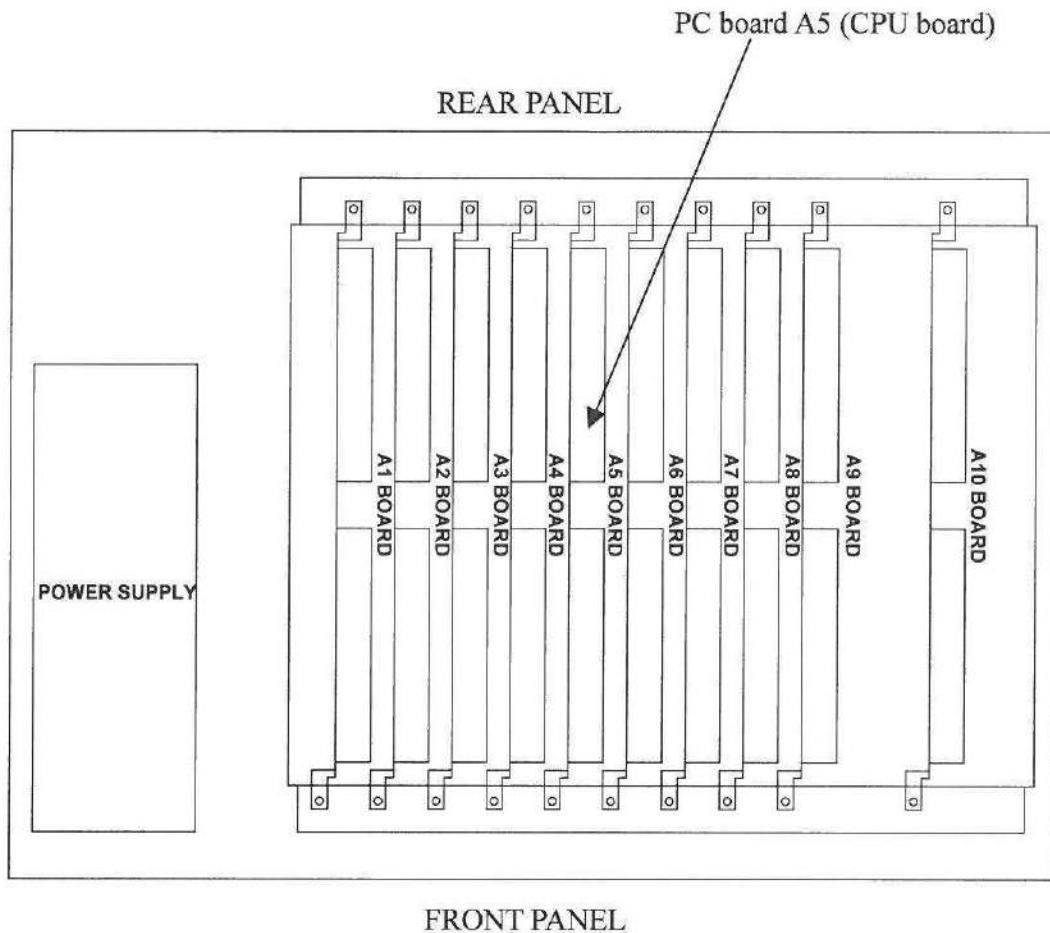 PC board A5 (CPU board)
REAR PANEL
A1 BOARD
A2 BOARD
A3 BOARD
A4 BOARD
A5 BOARD
A6 BOARD
A7 BOARD
A8 BOARD
A9 BOARD
A10 BOARD
POWER SUPPLY
FRONT PANEL